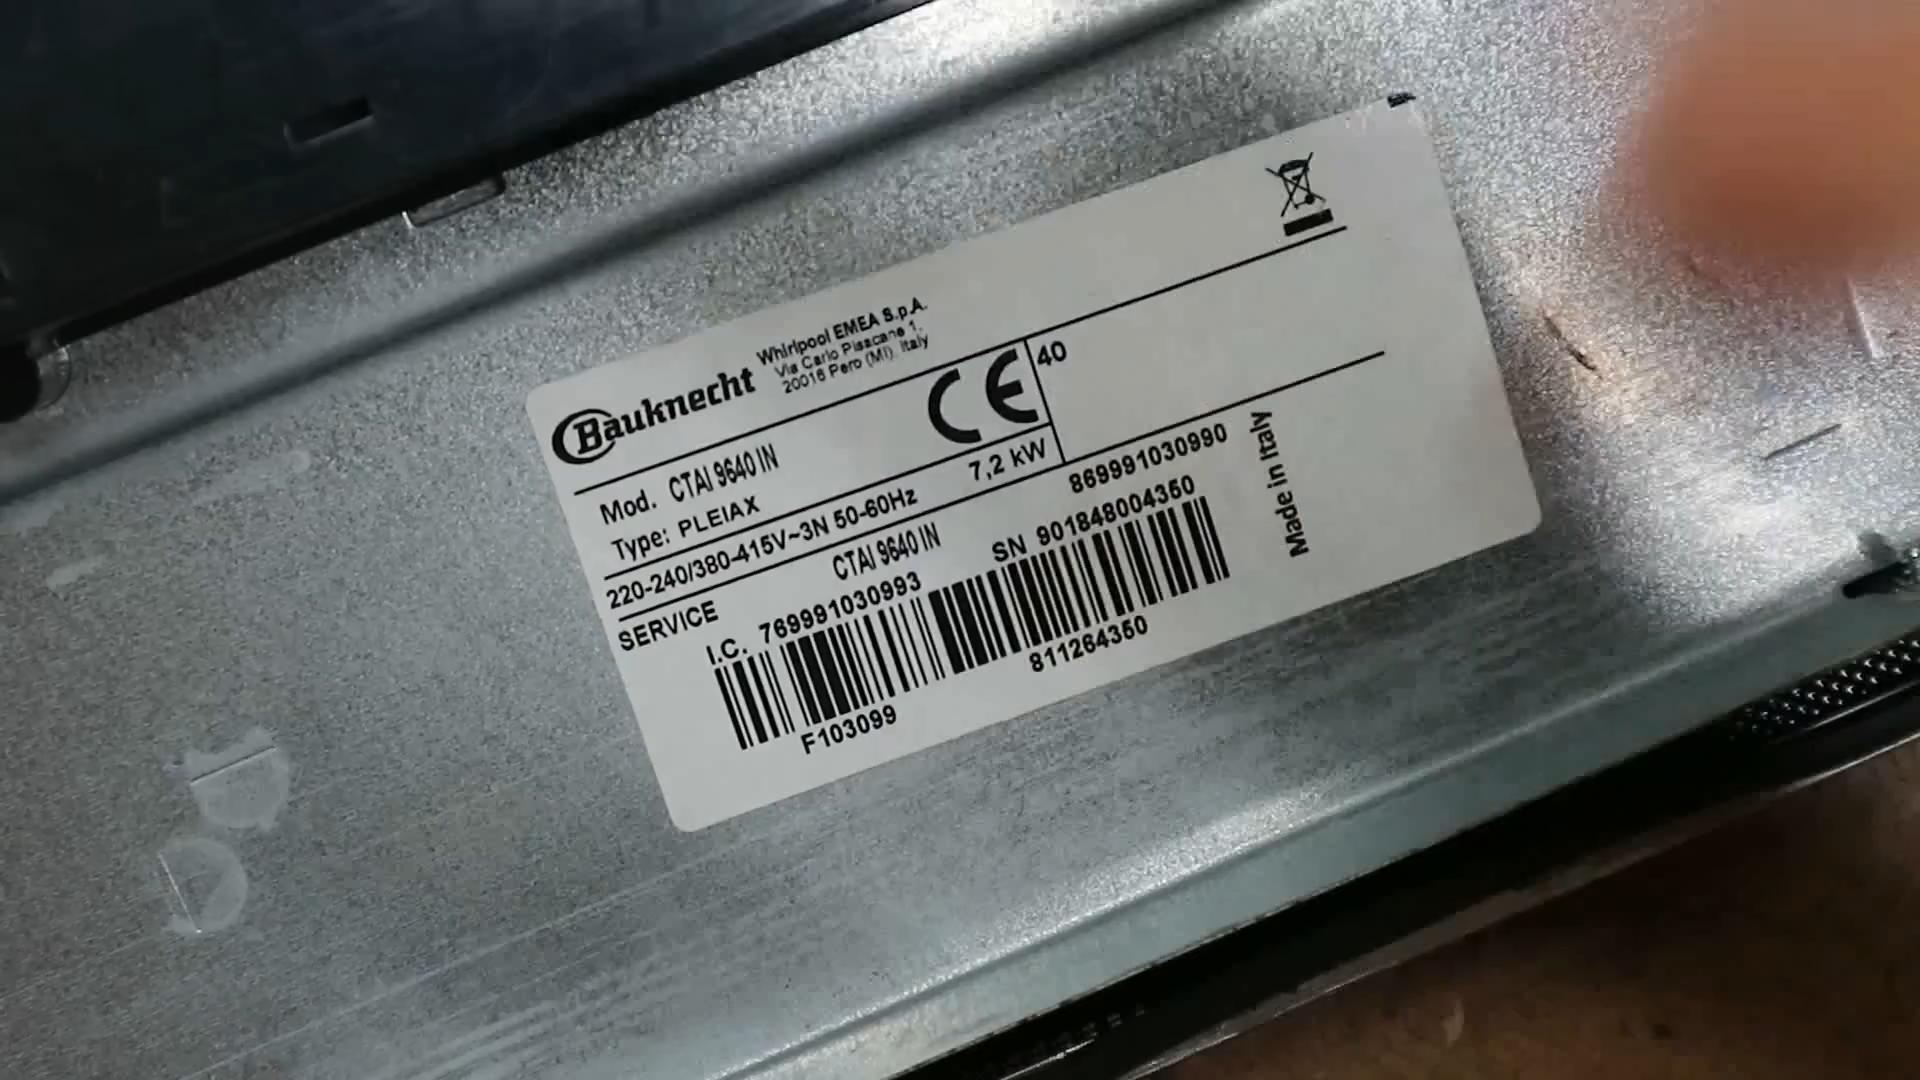 Bauknecht
Whirlpool EMEA S.p.A.
Via Carlo Pisacane 1,
20016 Pero (MI), Italy
Mod. CTAI 9640 IN
CE
40
Type: PLEIAX
220-240/380-415V~3N 50-60Hz 7,2 kW
SERVICE CTAI 9640 IN 869991030990
I.C. 769991030993 SN 901848004350
F103099 811264350
Made in Italy